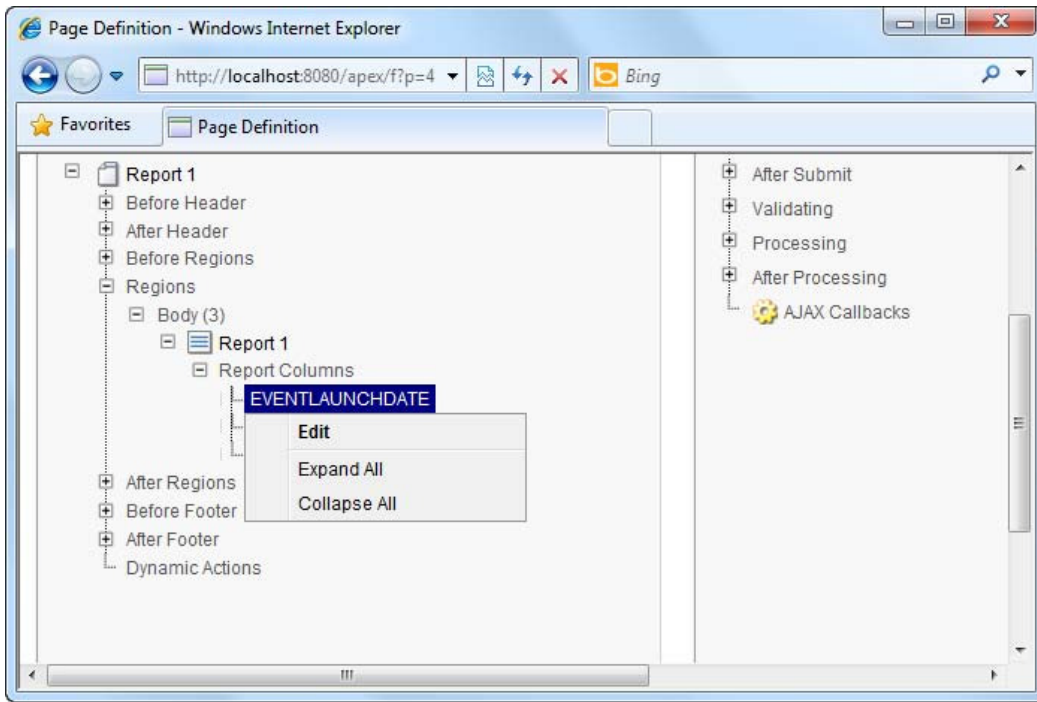 Page Definition - Windows Internet Explorer
http://localhost:8080/apex/f?p=4
Bing
Favorites
Page Definition
Report 1
Before Header
After Header
Before Regions
Regions
Body (3)
Report 1
Report Columns
EVENTLAUNCHDATE
Edit
Expand All
Collapse All
After Regions
Before Footer
After Footer
Dynamic Actions
After Submit
Validating
Processing
After Processing
AJAX Callbacks